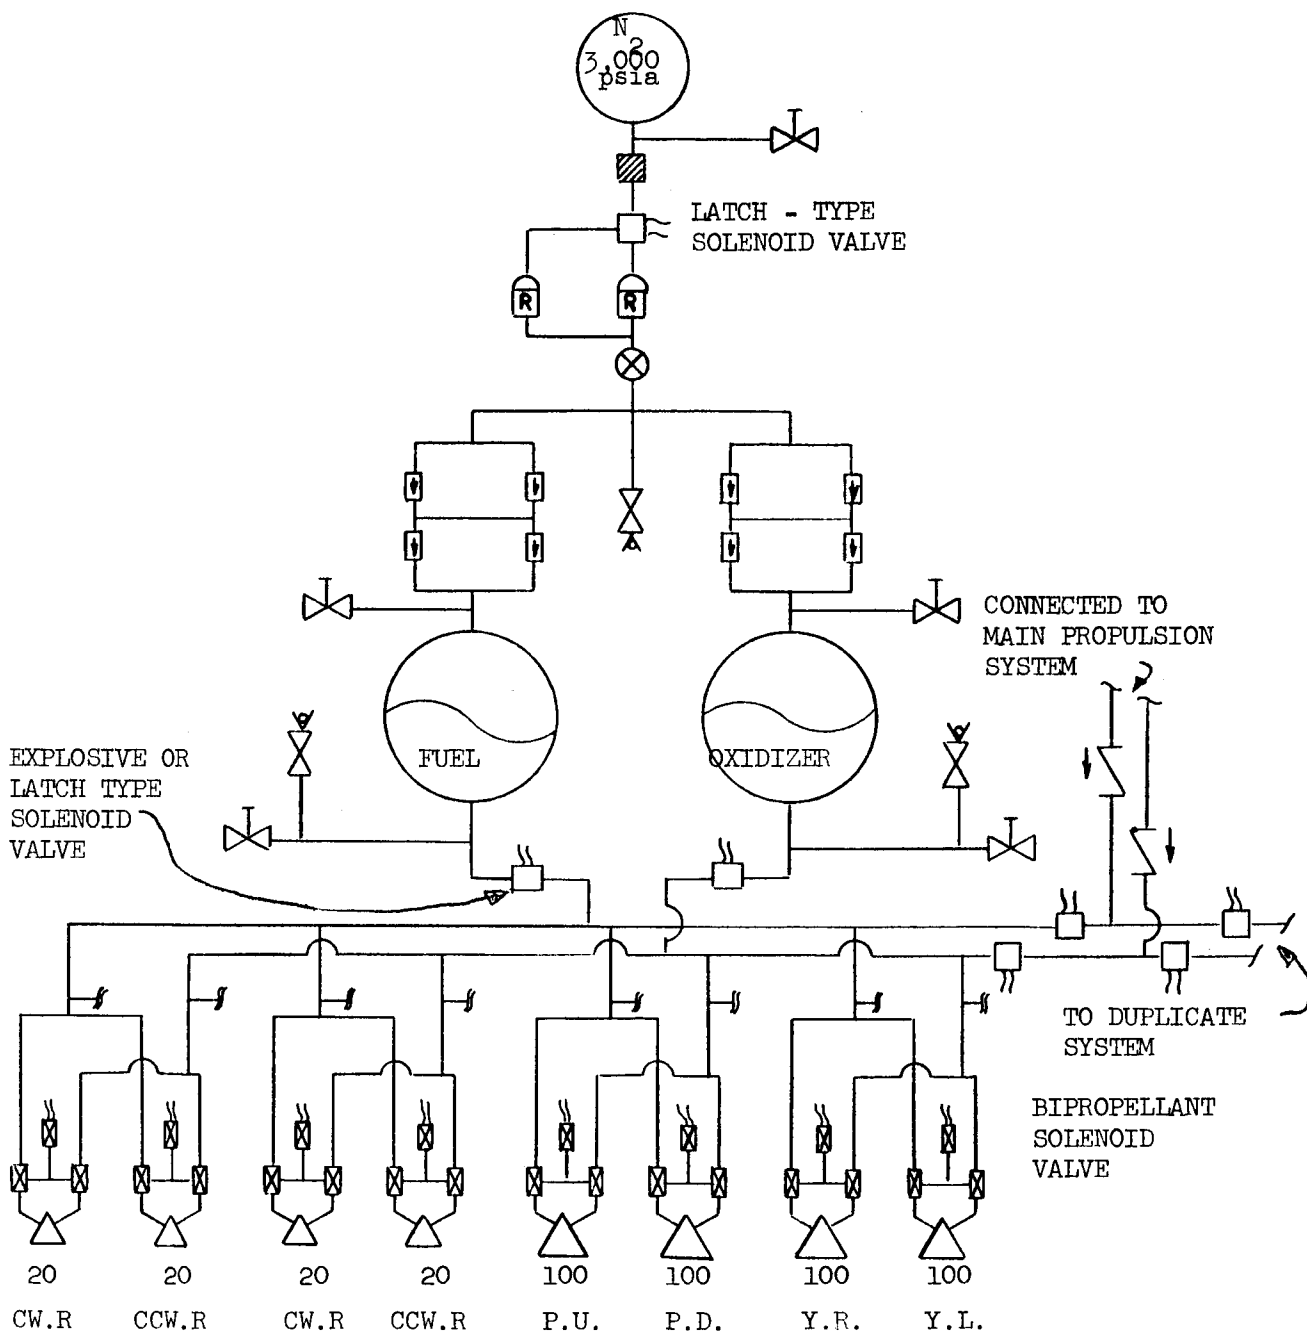 N
2
3,000
psia
LATCH - TYPE
SOLENOID VALVE
R
R
CONNECTED TO
MAIN PROPULSION
SYSTEM
FUEL
OXIDIZER
EXPLOSIVE OR
LATCH TYPE
SOLENOID
VALVE
TO DUPLICATE
SYSTEM
BIPROPELLANT
SOLENOID
VALVE
20 20 20 20 100 100 100 100
CW.R CCW.R CW.R CCW.R P.U. P.D. Y.R. Y.L.